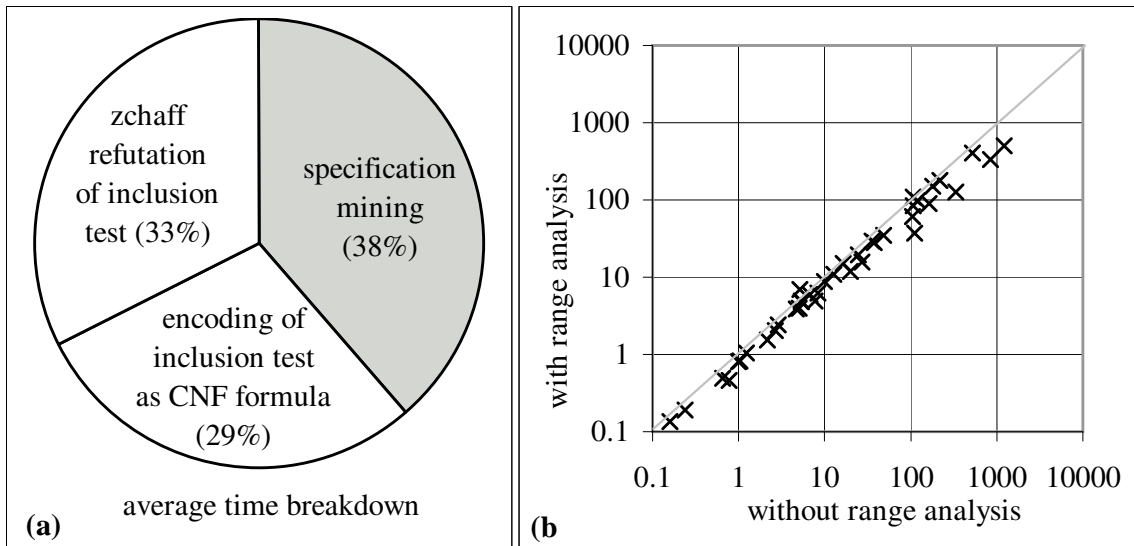 zchaff
refutation
of inclusion
test (33%)
specification
mining
(38%)
encoding of
inclusion test
as CNF formula
(29%)
average time breakdown
(a)
with range analysis
10000
1000
100
10
1
0.1
0.1 1 10 100 1000 10000
without range analysis
(b)